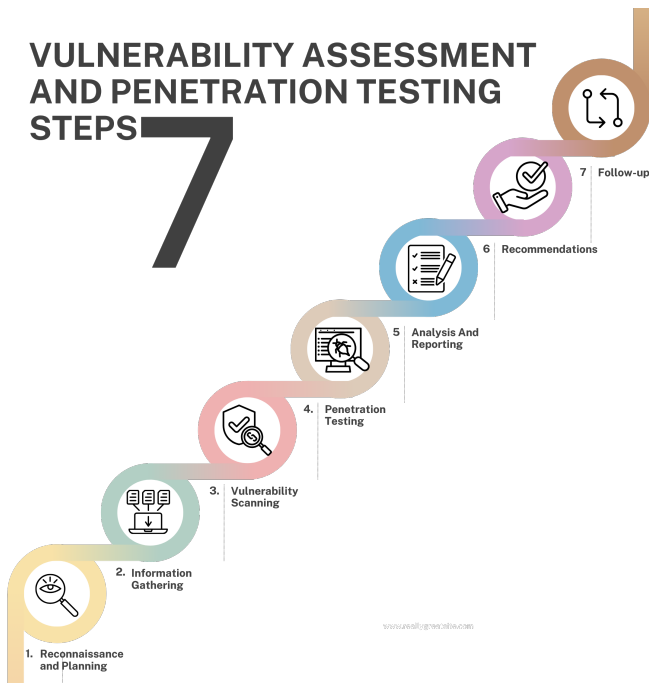 VULNERABILITY ASSESSMENT
AND PENETRATION TESTING
STEPS 7
7 Follow-up
6 Recommendations
5 Analysis And
Reporting
4. Penetration
Testing
3. Vulnerability
Scanning
2. Information
Gathering
1. Reconnaissance
and Planning